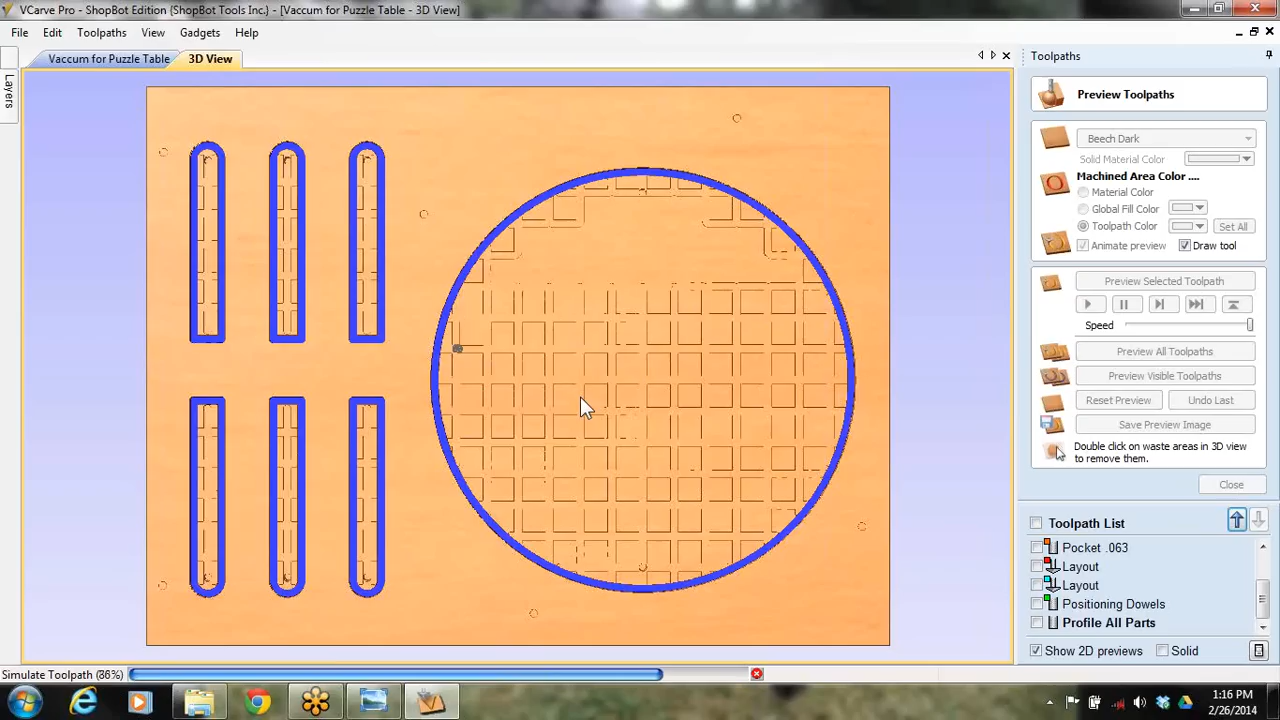 VCarve Pro - ShopBot Edition (ShopBot Tools Inc.) - [Vaccum for Puzzle Table - 3D View]
File Edit Toolpaths View Gadgets Help
Layers
Vaccum for Puzzle Table 3D View
Toolpaths
Preview Toolpaths
Beech Dark
Solid Material Color
Machined Area Color ....
Material Color
Global Fill Color
Toolpath Color Set All
Animate preview Draw tool
Preview Selected Toolpath
Speed
Preview All Toolpaths
Preview Visible Toolpaths
Reset Preview Undo Last
Save Preview Image
Double click on waste areas in 3D view
to remove them.
Close
Toolpath List
Pocket .063
Layout
Layout
Positioning Dowels
Profile All Parts
Show 2D previews Solid
Simulate Toolpath (86%)
1:16 PM
2/26/2014